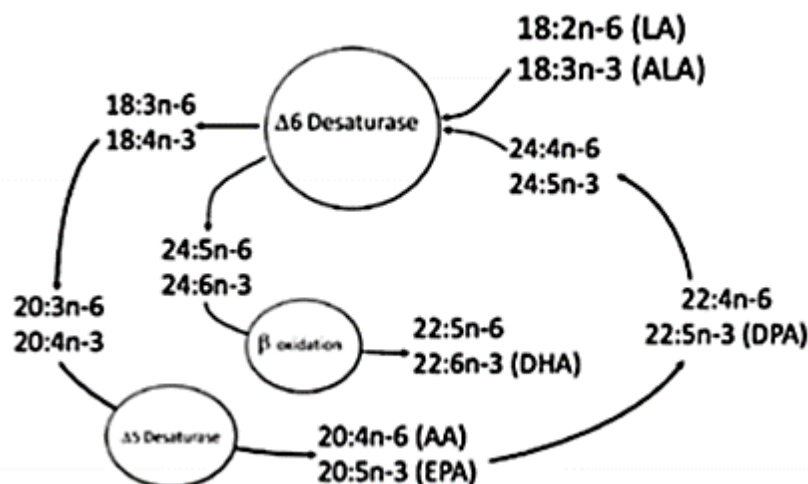 18:2n-6 (LA)
18:3n-3 (ALA)
Δ6 Desaturase
18:3n-6
18:4n-3
24:4n-6
24:5n-3
24:5n-6
24:6n-3
20:3n-6
20:4n-3
22:4n-6
22:5n-3 (DPA)
β oxidation
22:5n-6
22:6n-3 (DHA)
Δ5 Desaturase
20:4n-6 (AA)
20:5n-3 (EPA)